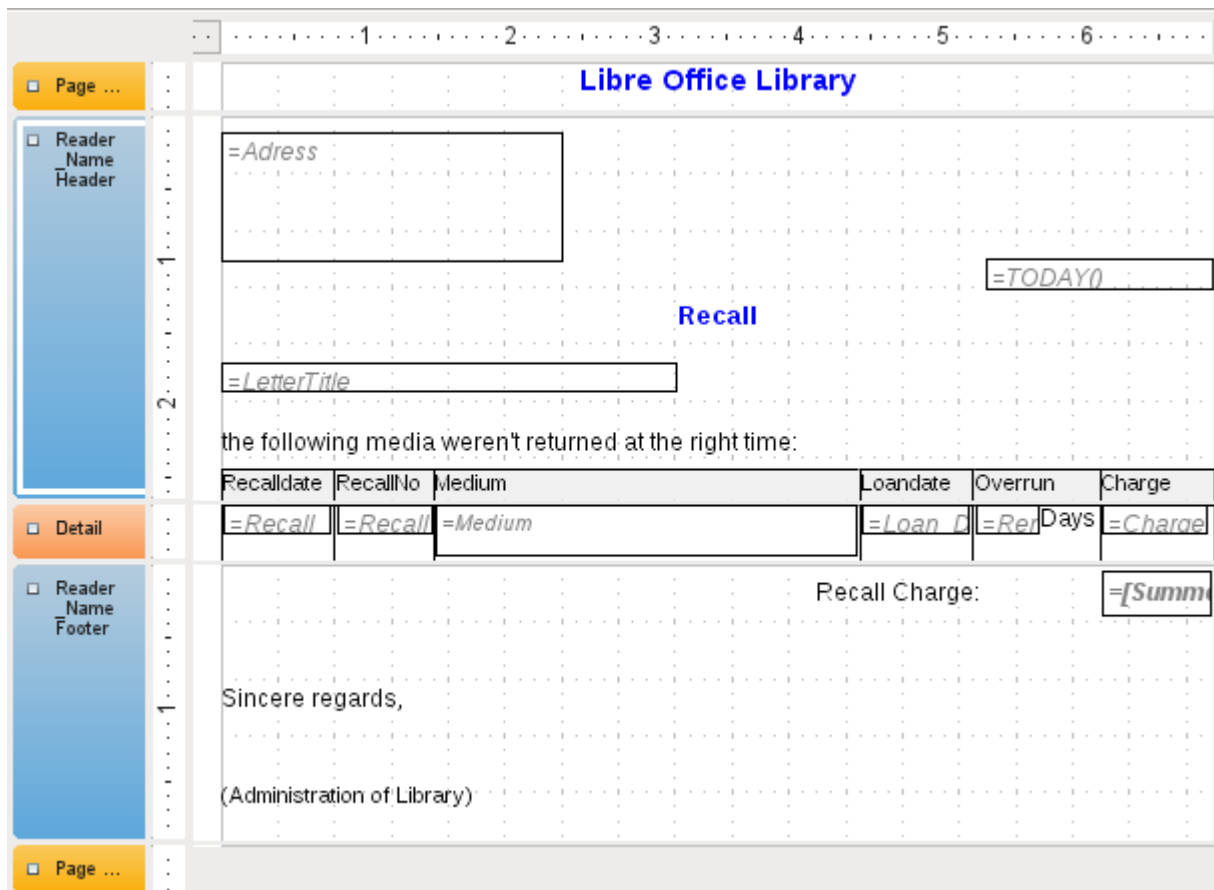 1 2 3 4 5 6
Page ...
Libre Office Library
Reader
_Name
Header
=Adress
1
=TODAY()
Recall
=LetterTitle
2
the following media weren't returned at the right time:
Recalldate RecallNo Medium Loandate Overrun Charge
Detail
=Recall =Recall =Medium =Loan_D =Rer Days =Charge
Reader
_Name
Footer
Recall Charge: =[Summe
1
Sincere regards,
(Administration of Library)
Page ...